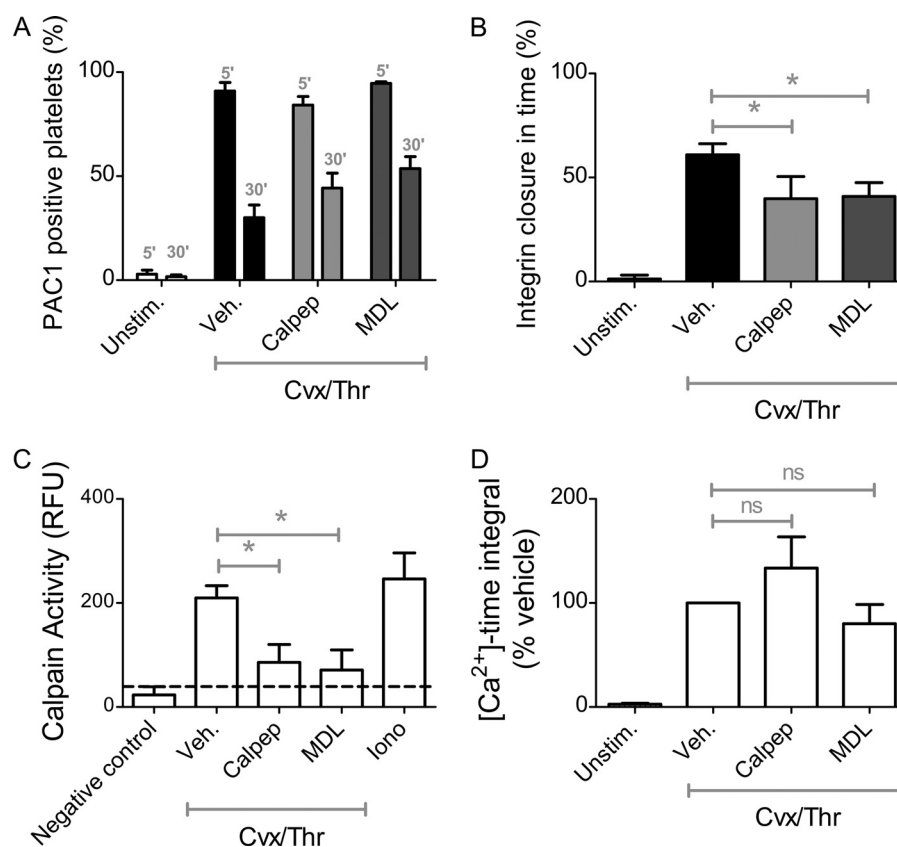 A
PAC1 positive platelets (%)
100
50
0
5'
30'
5'
30'
5'
30'
5'
30'
Unstim.
Veh.
Calpep
MDL
Cvx/Thr
B
Integrin closure in time (%)
100
50
0
*
*
Unstim.
Veh.
Calpep
MDL
Cvx/Thr
C
Calpain Activity (RFU)
400
200
0
*
*
Negative control
Veh.
Calpep
MDL
Iono
Cvx/Thr
D
[Ca²⁺]-time integral
(% vehicle)
200
100
0
ns
ns
Unstim.
Veh.
Calpep
MDL
Cvx/Thr